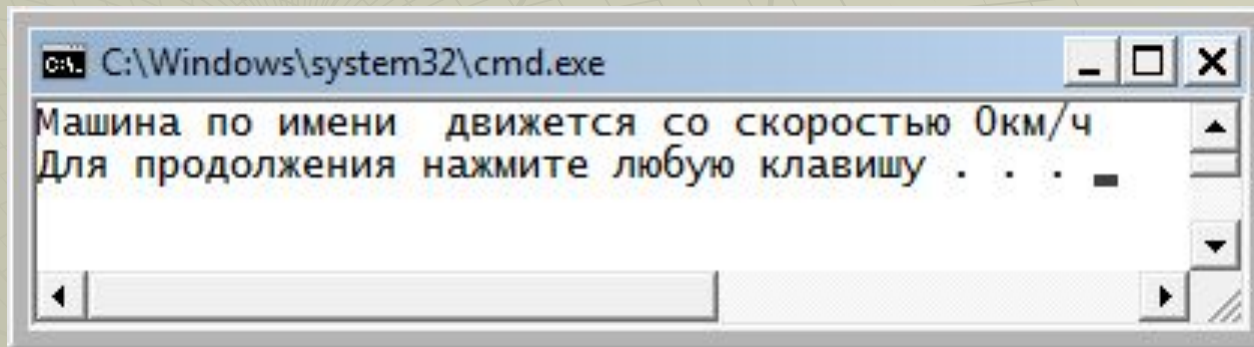 C:\Windows\system32\cmd.exe
Машина по имени  движется со скоростью 0км/ч
Для продолжения нажмите любую клавишу . . .